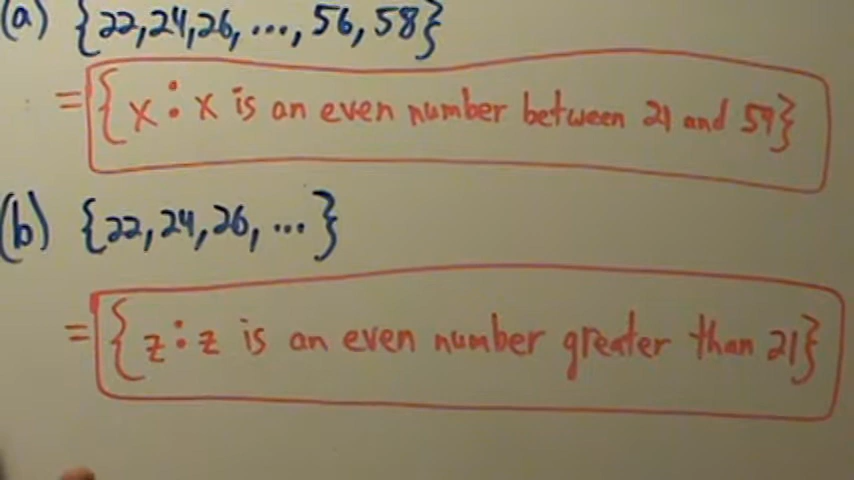 (a) {22,24,26, ..., 56, 58}
= {x : x is an even number between 21 and 59}
(b) {22,24,26, ... }
= {z : z is an even number greater than 21}